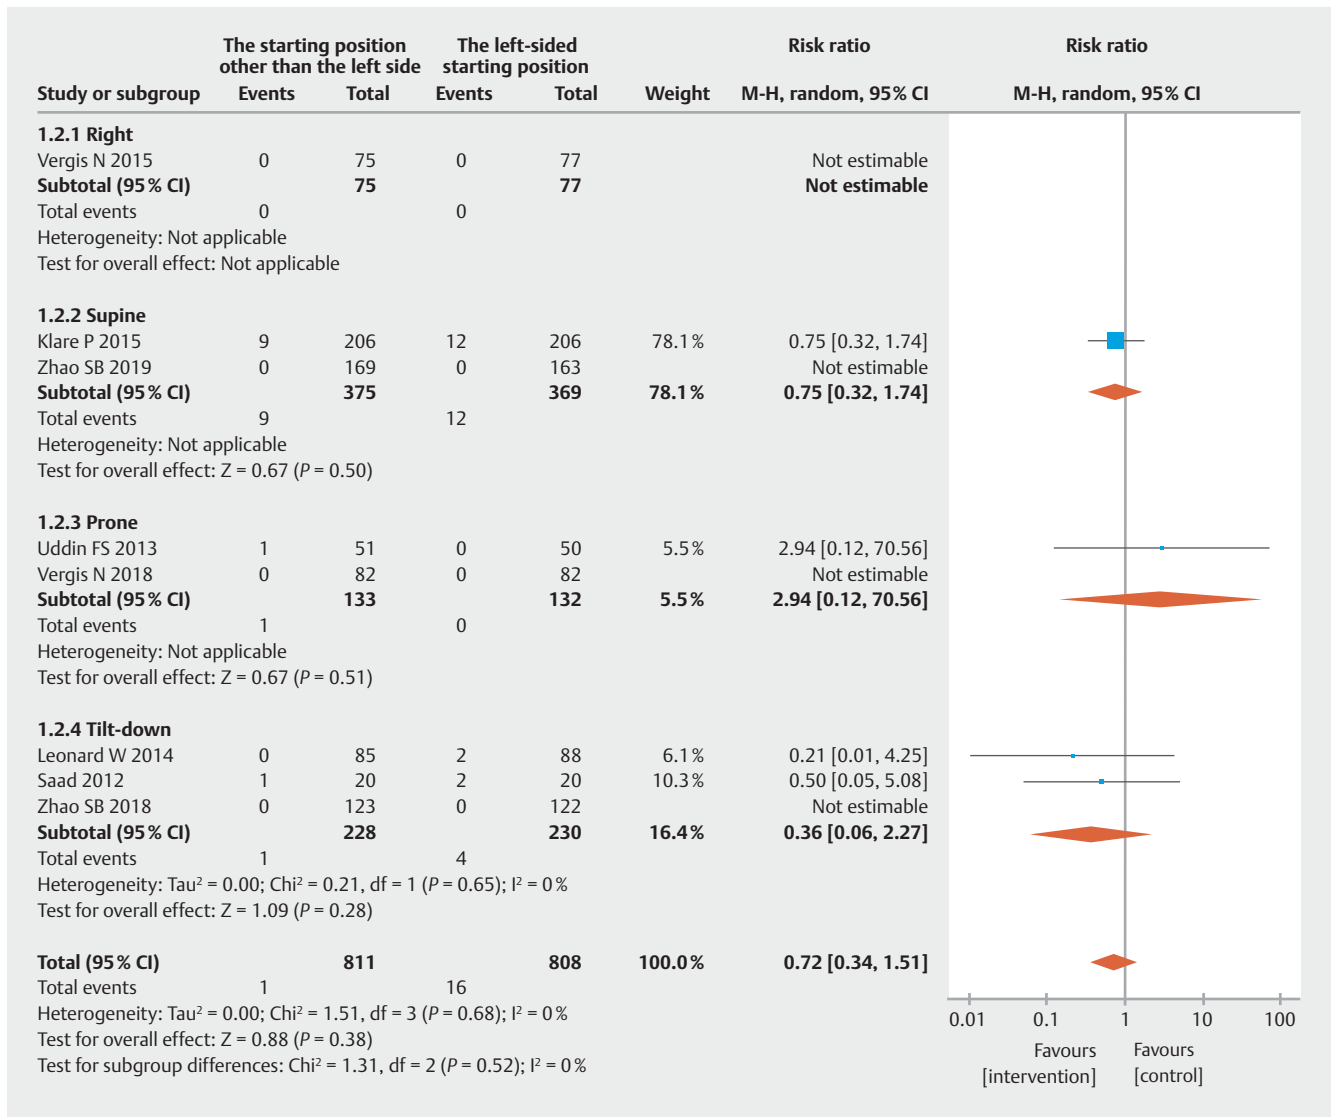 The starting position other than the left side The left-sided starting position Risk ratio Risk ratio
Study or subgroup Events Total Events Total Weight M-H, random, 95% CI M-H, random, 95% CI
1.2.1 Right
Vergis N 2015 0 75 0 77 Not estimable
Subtotal (95% CI) 75 77 Not estimable
Total events 0 0
Heterogeneity: Not applicable
Test for overall effect: Not applicable
1.2.2 Supine
Klare P 2015 9 206 12 206 78.1% 0.75 [0.32, 1.74]
Zhao SB 2019 0 169 0 163 Not estimable
Subtotal (95% CI) 375 369 78.1% 0.75 [0.32, 1.74]
Total events 9 12
Heterogeneity: Not applicable
Test for overall effect: Z = 0.67 (P = 0.50)
1.2.3 Prone
Uddin FS 2013 1 51 0 50 5.5% 2.94 [0.12, 70.56]
Vergis N 2018 0 82 0 82 Not estimable
Subtotal (95% CI) 133 132 5.5% 2.94 [0.12, 70.56]
Total events 1 0
Heterogeneity: Not applicable
Test for overall effect: Z = 0.67 (P = 0.51)
1.2.4 Tilt-down
Leonard W 2014 0 85 2 88 6.1% 0.21 [0.01, 4.25]
Saad 2012 1 20 2 20 10.3% 0.50 [0.05, 5.08]
Zhao SB 2018 0 123 0 122 Not estimable
Subtotal (95% CI) 228 230 16.4% 0.36 [0.06, 2.27]
Total events 1 4
Heterogeneity: Tau² = 0.00; Chi² = 0.21, df = 1 (P = 0.65); I² = 0%
Test for overall effect: Z = 1.09 (P = 0.28)
Total (95% CI) 811 808 100.0% 0.72 [0.34, 1.51]
Total events 1 16
Heterogeneity: Tau² = 0.00; Chi² = 1.51, df = 3 (P = 0.68); I² = 0%
Test for overall effect: Z = 0.88 (P = 0.38)
Test for subgroup differences: Chi² = 1.31, df = 2 (P = 0.52); I² = 0%
0.01 0.1 1 10 100
Favours [intervention] Favours [control]